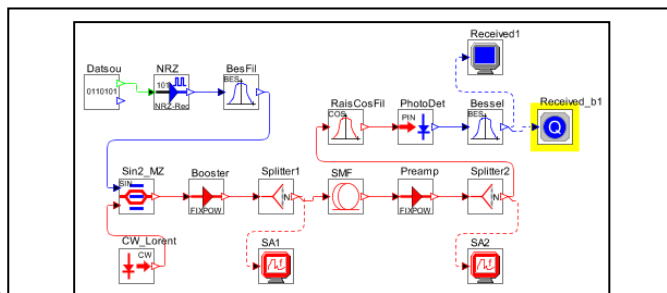 Received1
Datsou NRZ BesFil
BES
0110101 101 NRZ-Rec
RaisCosFil PhotoDet Bessel Received_b1
COS PIN BES Q
Sin2_MZ Booster Splitter1 SMF Preamp Splitter2
SIN N N
FIXPOW FIXPOW
CW_Lorent SA1 SA2
CW